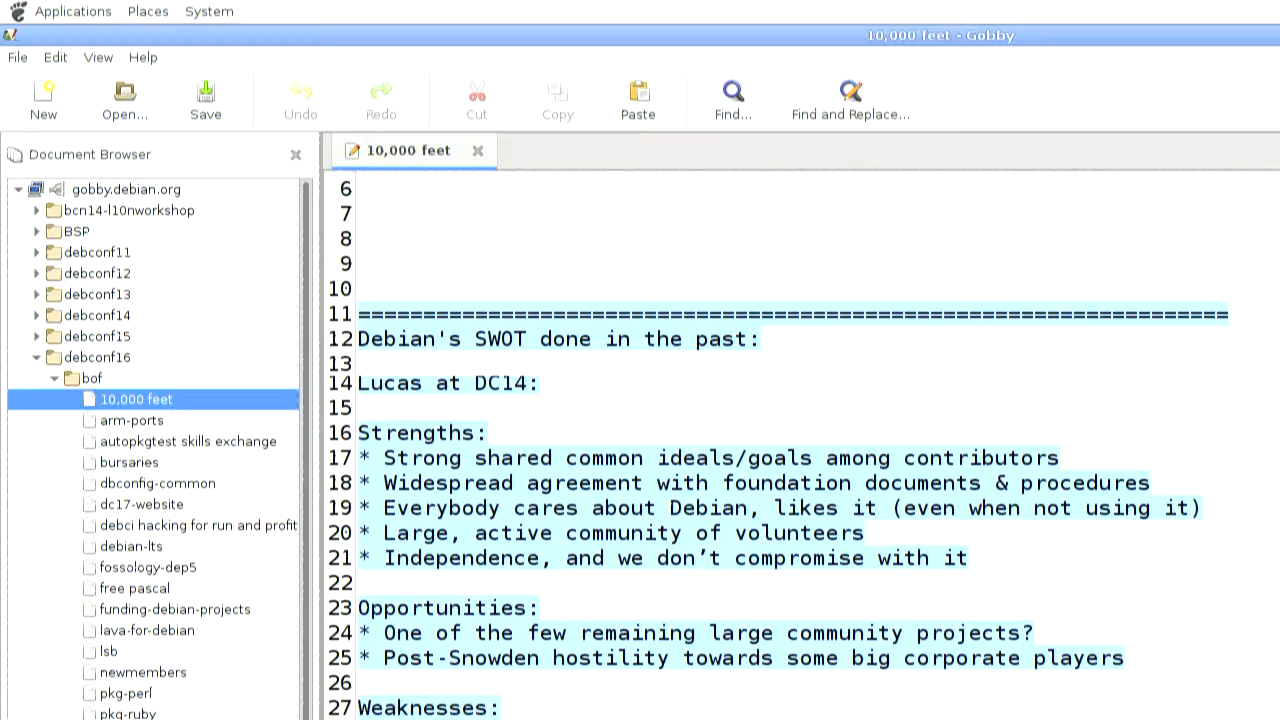 Applications Places System
10,000 feet - Gobby
File Edit View Help
New Open... Save Undo Redo Cut Copy Paste Find... Find and Replace...
Document Browser
10,000 feet
gobby.debian.org
bcn14-l10nworkshop
BSP
debconf11
debconf12
debconf13
debconf14
debconf15
debconf16
bof
10,000 feet
arm-ports
autopkgtest skills exchange
bursaries
dbconfig-common
dc17-website
debci hacking for run and profit
debian-lts
fossology-dep5
free pascal
funding-debian-projects
lava-for-debian
lsb
newmembers
pkg-perl
pkg-ruby
6
7
8
9
10
11 ===================================================================
12 Debian's SWOT done in the past:
13
14 Lucas at DC14:
15
16 Strengths:
17 * Strong shared common ideals/goals among contributors
18 * Widespread agreement with foundation documents & procedures
19 * Everybody cares about Debian, likes it (even when not using it)
20 * Large, active community of volunteers
21 * Independence, and we don’t compromise with it
22
23 Opportunities:
24 * One of the few remaining large community projects?
25 * Post-Snowden hostility towards some big corporate players
26
27 Weaknesses: